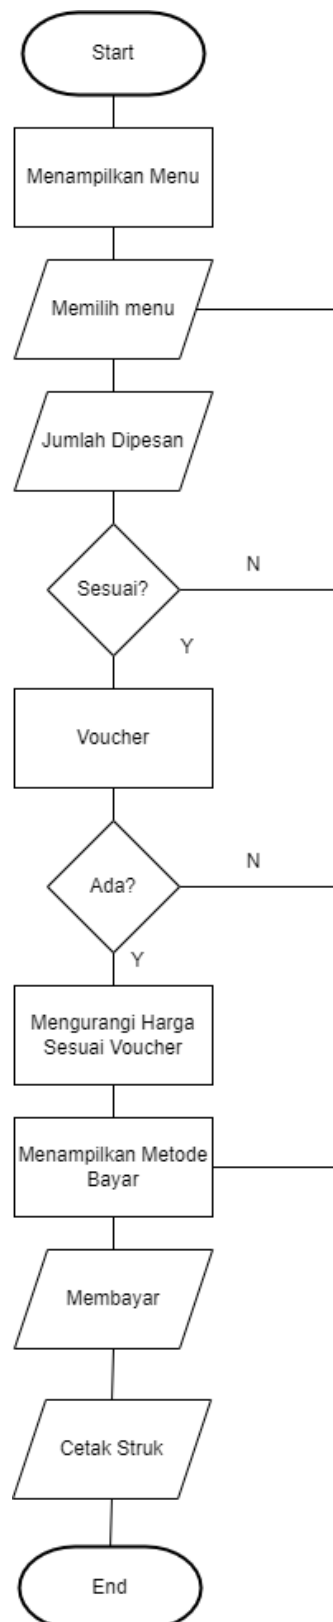 Start
Menampilkan Menu
Memilih menu
Jumlah Dipesan
Sesuai?
N
Y
Voucher
Ada?
N
Y
Mengurangi Harga
Sesuai Voucher
Menampilkan Metode
Bayar
Membayar
Cetak Struk
End